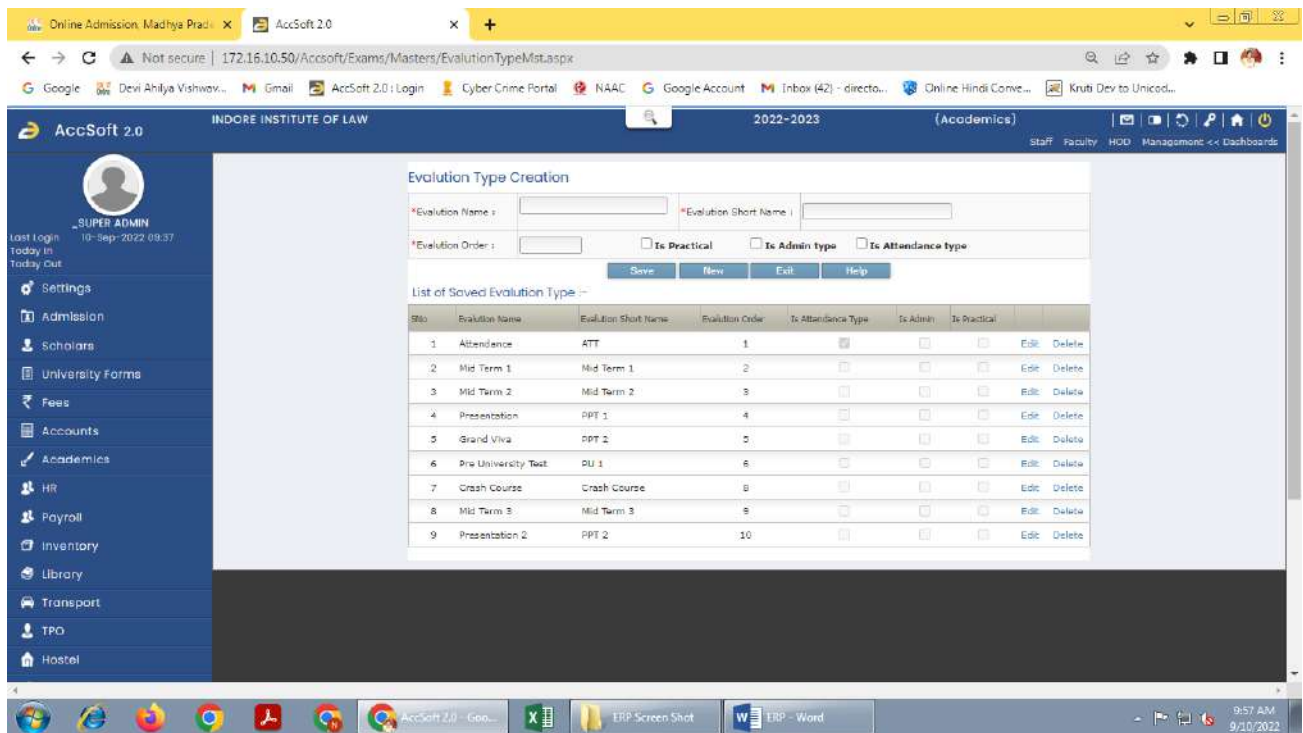 Online Admission, Madhya Prade
AccSoft 2.0
Not secure | 172.16.10.50/Accsoft/Exams/Masters/EvalutionTypeMst.aspx
Google Devi Ahilya Vishwav... Gmail AccSoft 2.0 : Login Cyber Crime Portal NAAC Google Account Inbox (42) - directo... Online Hindi Conve... Kruti Dev to Unicod...
AccSoft 2.0 INDORE INSTITUTE OF LAW 2022-2023 (Academics)
Staff Faculty HOD Management << Dashboards
_SUPER ADMIN
Last Login 10-Sep-2022 09:37
Today In
Today Out
Settings
Admission
Scholars
University Forms
Fees
Accounts
Academics
HR
Payroll
Inventory
Library
Transport
TPO
Hostel
Evalution Type Creation
*Evalution Name : *Evalution Short Name :
*Evalution Order : Is Practical Is Admin type Is Attendance type
Save New Exit Help
List of Saved Evalution Type :-
SNo Evalution Name Evalution Short Name Evalution Order Is Attendance Type Is Admin Is Practical
1 Attendance ATT 1 Edit Delete
2 Mid Term 1 Mid Term 1 2 Edit Delete
3 Mid Term 2 Mid Term 2 3 Edit Delete
4 Presentation PPT 1 4 Edit Delete
5 Grand Viva PPT 2 5 Edit Delete
6 Pre University Test PU 1 6 Edit Delete
7 Crash Course Crash Course 8 Edit Delete
8 Mid Term 3 Mid Term 3 9 Edit Delete
9 Presentation 2 PPT 2 10 Edit Delete
AccSoft 2.0 - Goo... ERP Screen Shot ERP - Word
9:57 AM
9/10/2022